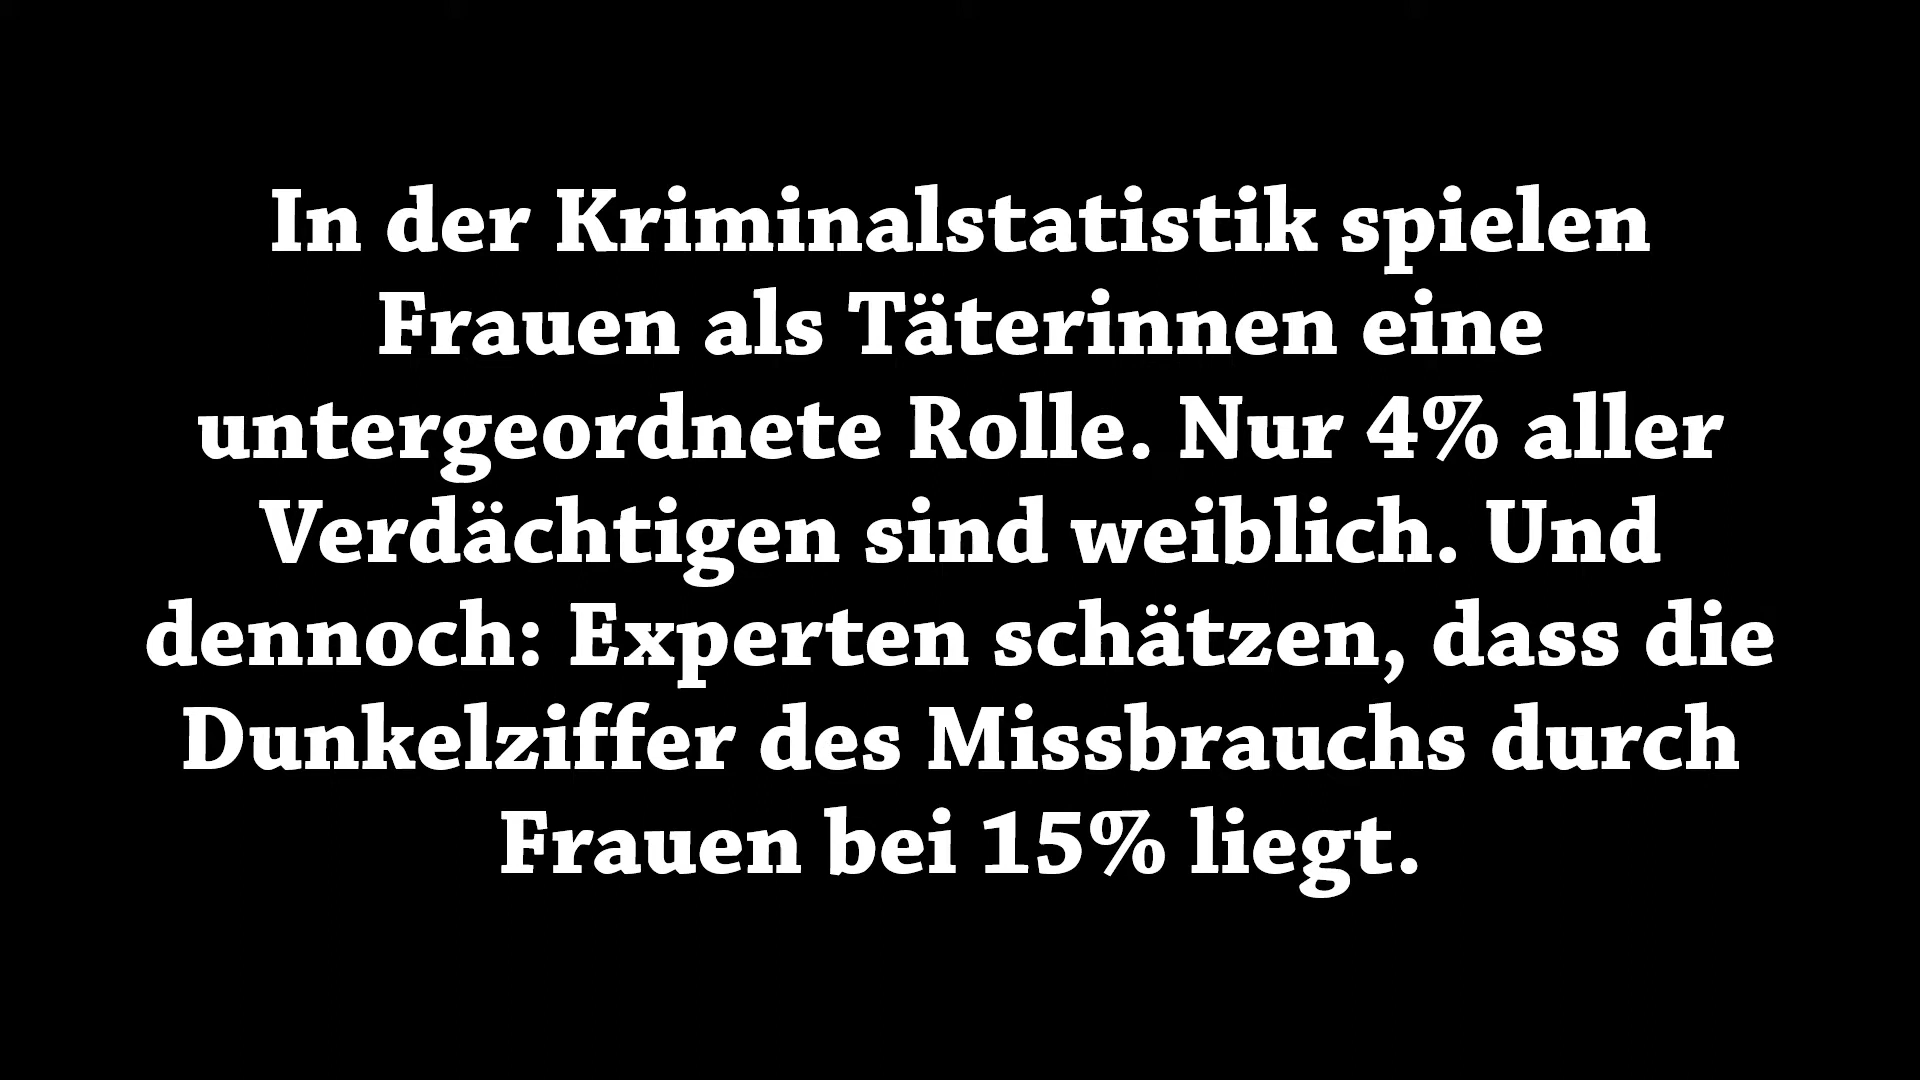 In der Kriminalstatistik spielen
Frauen als Täterinnen eine
untergeordnete Rolle. Nur 4% aller
Verdächtigen sind weiblich. Und
dennoch: Experten schätzen, dass die
Dunkelziffer des Missbrauchs durch
Frauen bei 15% liegt.